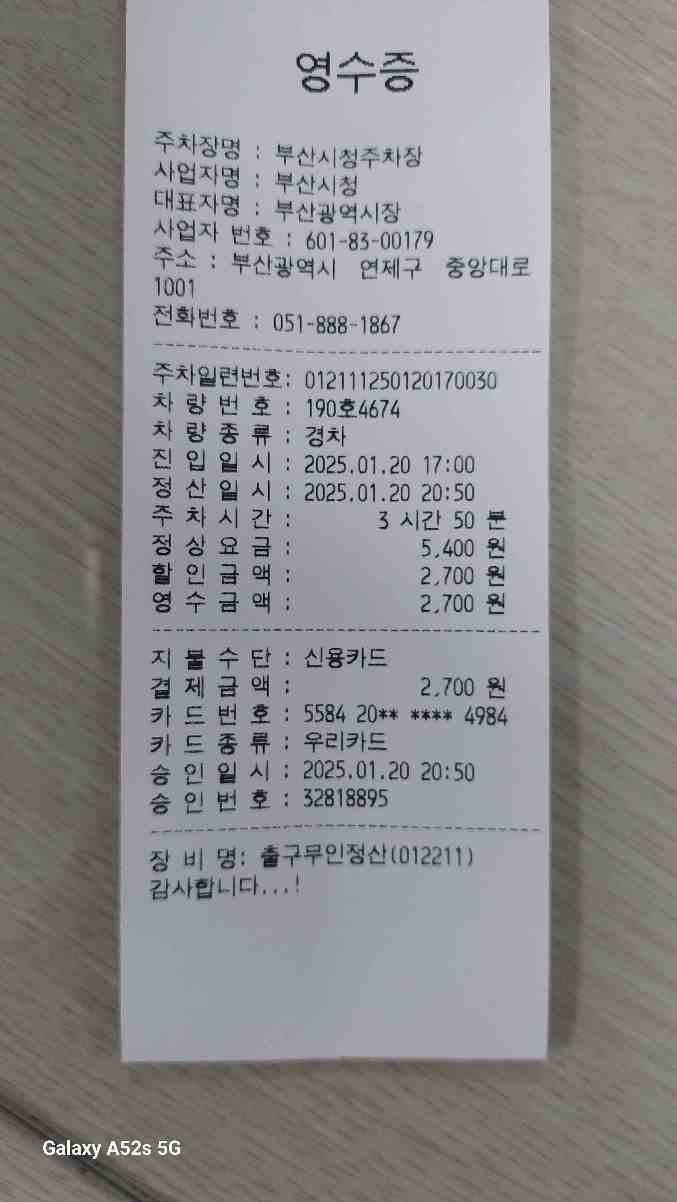 영수증
주차장명 : 부산시청주차장
사업자명 : 부산시청
대표자명 : 부산광역시장
사업자 번호 : 601-83-00179
주소 : 부산광역시 연제구 중앙대로
1001
전화번호 : 051-888-1867
주차일련번호: 012111250120170030
차 량 번 호 : 190호4674
차 량 종 류 : 경차
진 입 일 시 : 2025.01.20 17:00
정 산 일 시 : 2025.01.20 20:50
주 차 시 간 : 3 시간 50 분
정 상 요 금 : 5,400 원
할 인 금 액 : 2,700 원
영 수 금 액 : 2,700 원
지 불 수 단 : 신용카드
결 제 금 액 : 2,700 원
카 드 번 호 : 5584 20** **** 4984
카 드 종 류 : 우리카드
승 인 일 시 : 2025.01.20 20:50
승 인 번 호 : 32818895
장 비 명: 출구무인정산(012211)
감사합니다...!
Galaxy A52s 5G